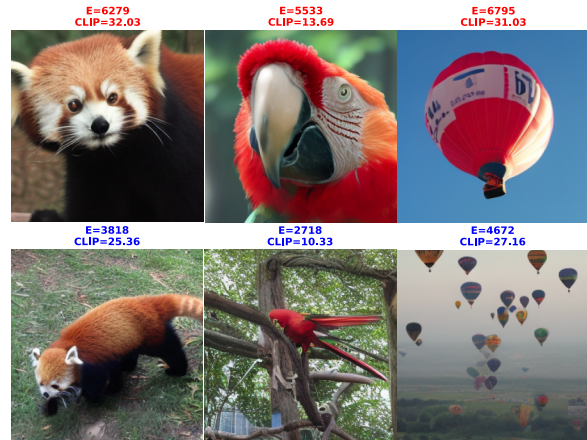 E=6279
CLIP=32.03
E=5533
CLIP=13.69
E=6795
CLIP=31.03
E=3818
CLIP=25.36
E=2718
CLIP=10.33
E=4672
CLIP=27.16